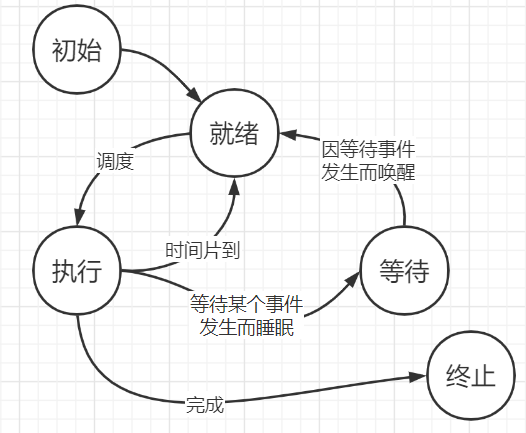 初始
就绪
调度
因等待事件
发生而唤醒
时间片到
执行
等待
等待某个事件
发生而睡眠
终止
完成